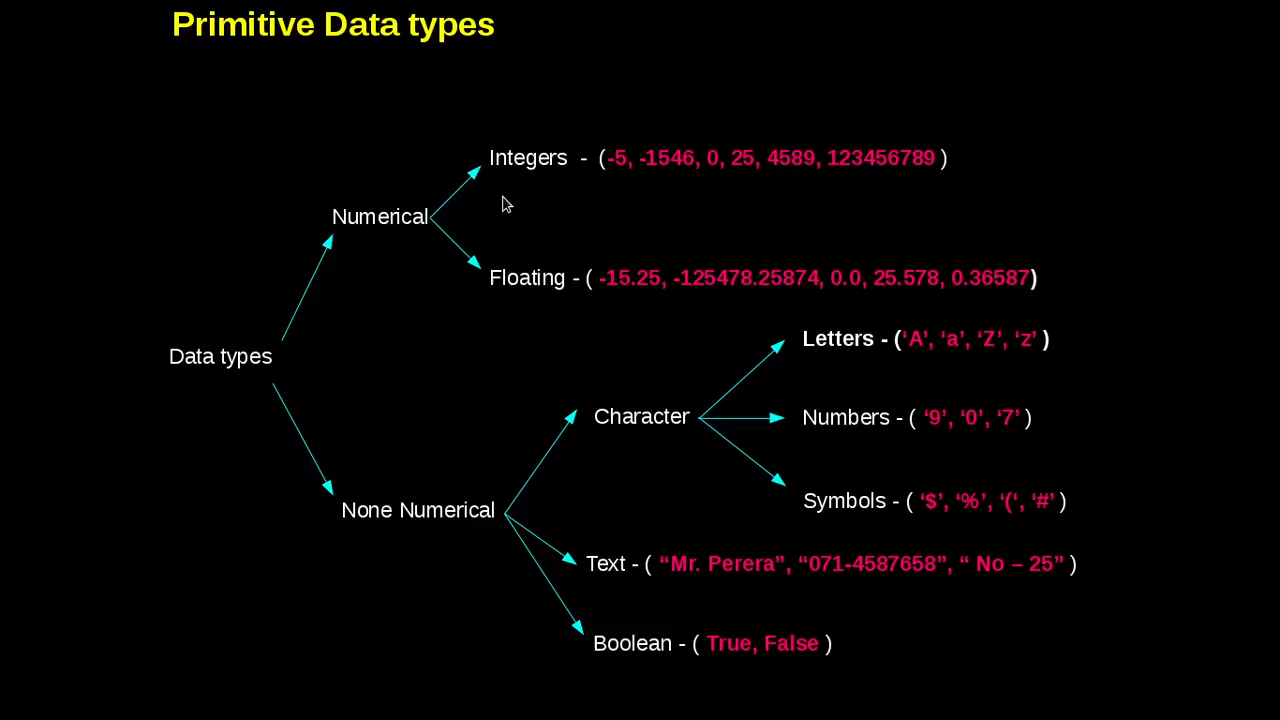 Primitive Data types
Integers - (-5, -1546, 0, 25, 4589, 123456789 )
Numerical
Floating - ( -15.25, -125478.25874, 0.0, 25.578, 0.36587)
Letters - (‘A’, ‘a’, ‘Z’, ‘z’ )
Data types
Character
Numbers - ( ‘9’, ‘0’, ‘7’ )
Symbols - ( ‘$’, ‘%’, ‘(‘, ‘#’ )
None Numerical
Text - ( “Mr. Perera”, “071-4587658”, “ No – 25” )
Boolean - ( True, False )